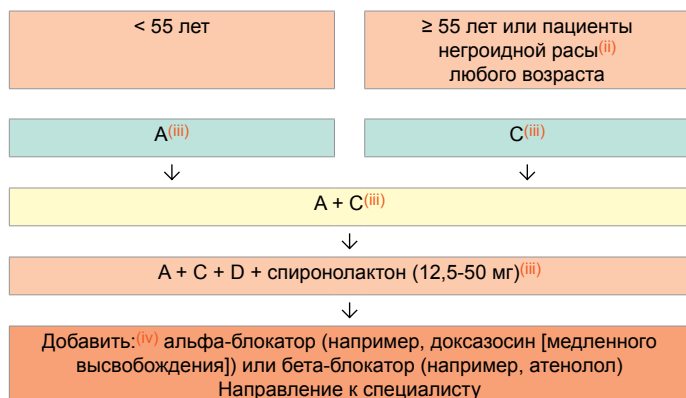 < 55 лет
≥ 55 лет или пациенты
негроидной расы(ii)
любого возраста
A(iii)
C(iii)
A + C(iii)
A + C + D + спиронолактон (12,5-50 мг)(iii)
Добавить:(iv) альфа-блокатор (например, доксазосин [медленного
высвобождения]) или бета-блокатор (например, атенолол)
Направление к специалисту